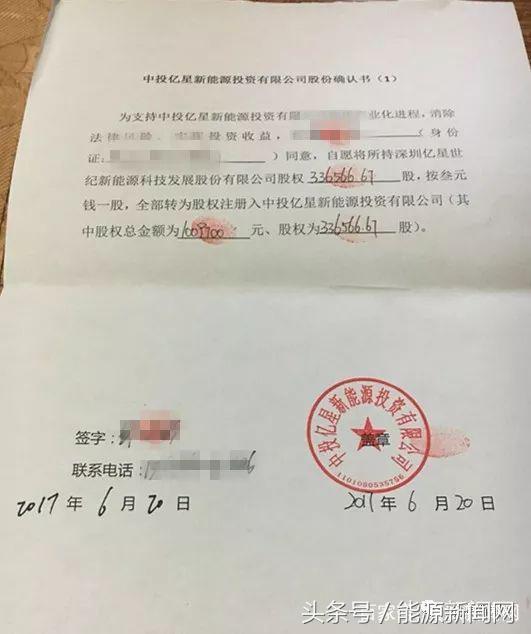 中投亿星新能源投资有限公司股份确认书（1）
为支持中投亿星新能源投资有限 业化进程，消除
法律风险、实现投资收益， （身份
证： ）同意，自愿将所持深圳亿星世
纪新能源科技发展股份有限公司股权336566.67股，按叁元
钱一股，全部转为股权注册入中投亿星新能源投资有限公司（其
中股权总金额为1009700元、股权为336566.67股）。
签字：
联系电话：
2017年6月20日
中投亿星新能源投资有限公司
盖章
1101080535766
2017年6月20日
头条号/能源新闻网